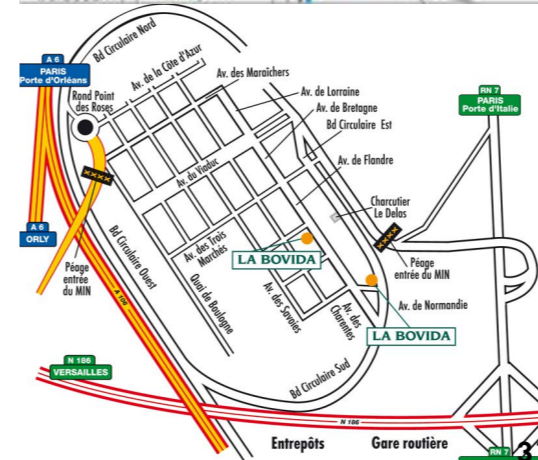 Bd Circulaire Nord
A 6
PARIS
Porte d'Orléans
Rond Point
des Roses
Av. de la Côte d'Azur
Av. des Maraîchers
Av. de Lorraine
Av. de Bretagne
Bd Circulaire Est
Av. de Flandre
RN 7
PARIS
Porte d'Italie
Av. du Viaduc
Charcutier
Le Delas
A 6
ORLY
Péage
entrée
du MIN
Bd Circulaire Ouest
Av. des Trois
Marchés
Quai de Boulogne
LA BOVIDA
Péage
entrée du MIN
A 106
Av. des Savoies
Av. des
Charentes
Av. de Normandie
LA BOVIDA
N 186
VERSAILLES
Bd Circulaire Sud
N 186
Entrepôts
Gare routière
RN 7
3